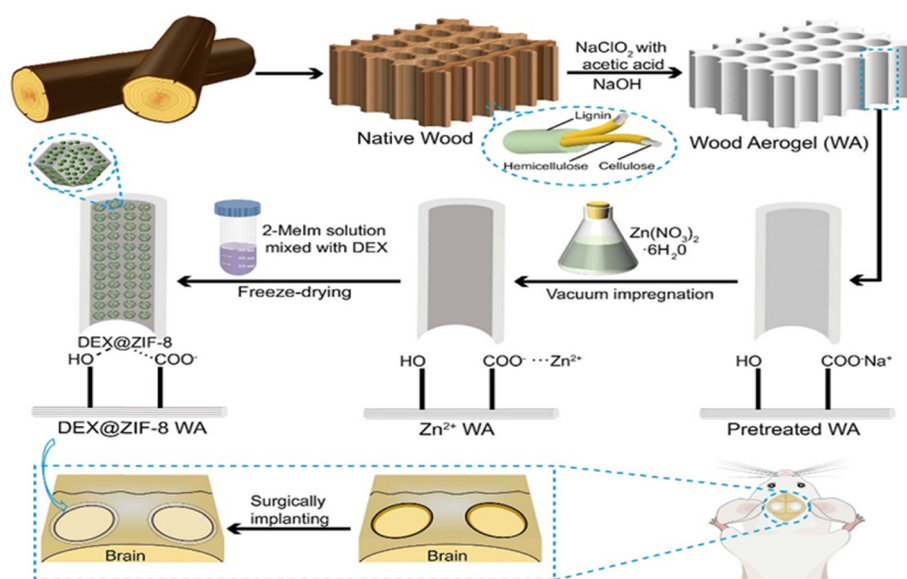 NaClO₂ with
acetic acid
NaOH
Native Wood
Lignin
Hemicellulose
Cellulose
Wood Aerogel (WA)
2-MeIm solution
mixed with DEX
Freeze-drying
Zn(NO₃)₂
·6H₂0
Vacuum impregnation
DEX@ZIF-8
HO
COO⁻
HO
COO⁻ ···Zn²⁺
HO
COO⁻Na⁺
DEX@ZIF-8 WA
Zn²⁺ WA
Pretreated WA
Surgically
implanting
Brain
Brain